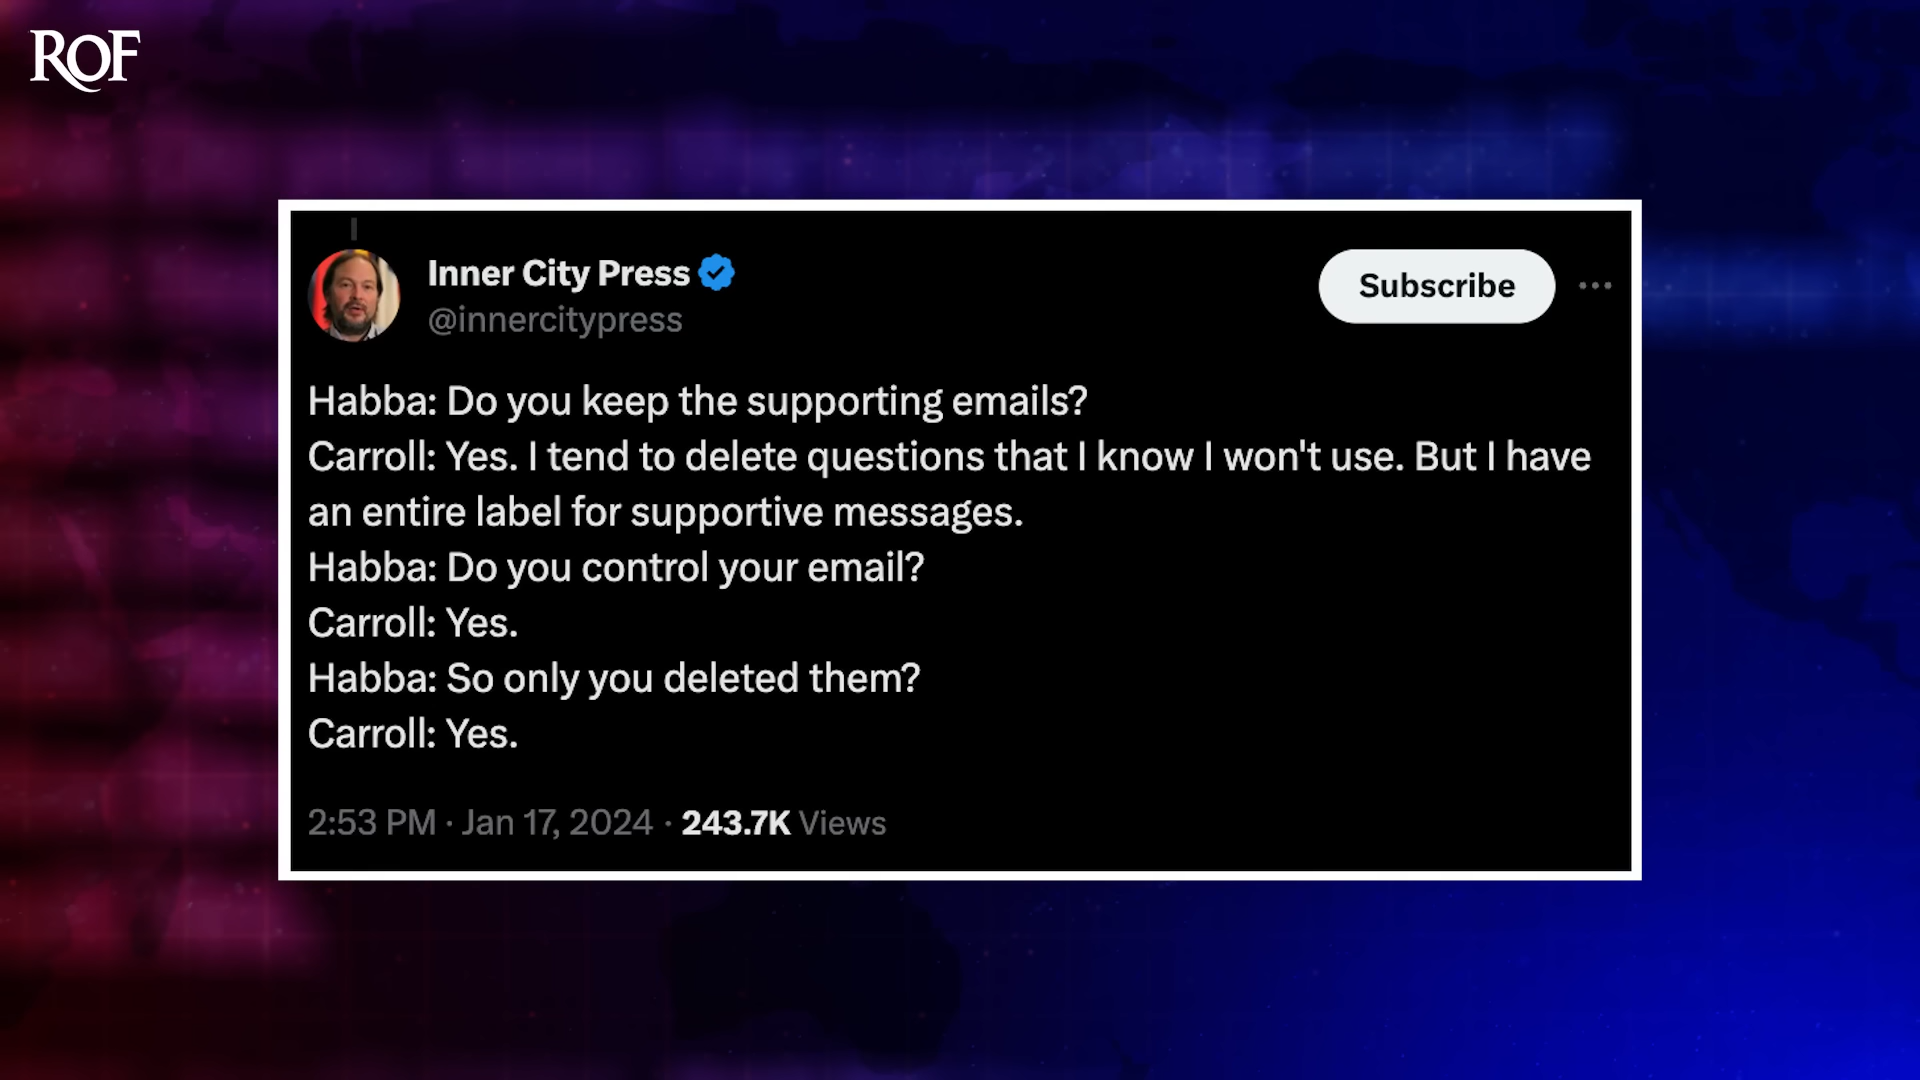 ROF
Inner City Press
@innercitypress
Subscribe
Habba: Do you keep the supporting emails?
Carroll: Yes. I tend to delete questions that I know I won't use. But I have
an entire label for supportive messages.
Habba: Do you control your email?
Carroll: Yes.
Habba: So only you deleted them?
Carroll: Yes.
2:53 PM · Jan 17, 2024 · 243.7K Views